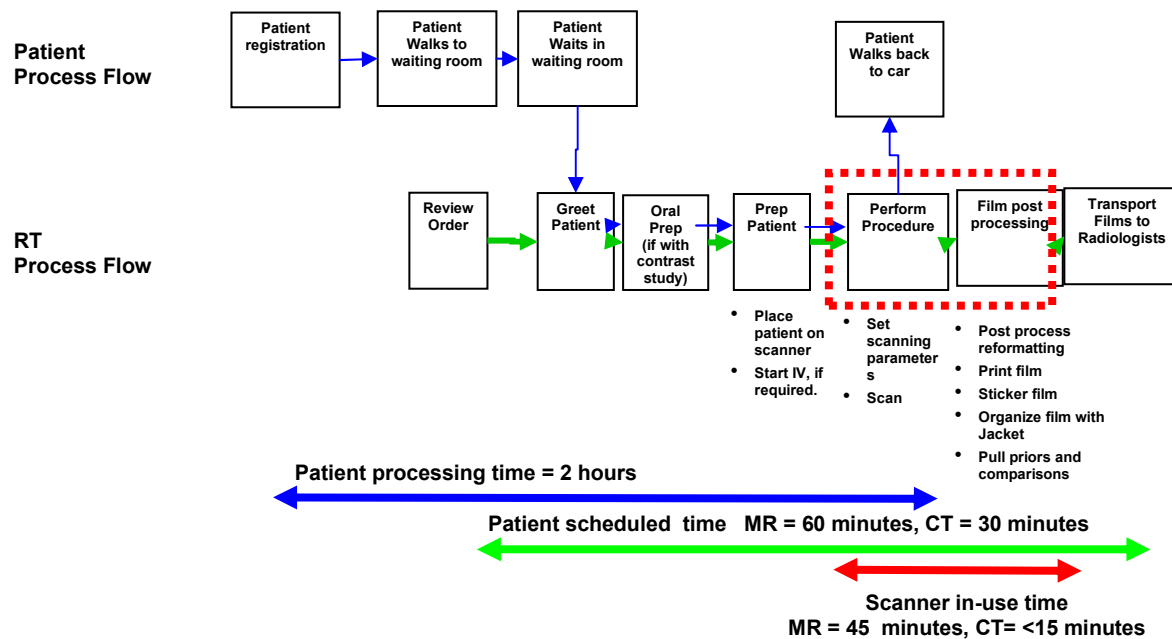 Patient
Process Flow
Patient
registration
Patient
Walks to
waiting room
Patient
Waits in
waiting room
Patient
Walks back
to car
RT
Process Flow
Review
Order
Greet
Patient
Oral
Prep
(if with
contrast
study)
Prep
Patient
Perform
Procedure
Film post
processing
Transport
Films to
Radiologists
• Place
patient on
scanner
• Start IV, if
required.
• Set
scanning
parameter
s
• Scan
• Post process
reformatting
• Print film
• Sticker film
• Organize film with
Jacket
• Pull priors and
comparisons
Patient processing time = 2 hours
Patient scheduled time MR = 60 minutes, CT = 30 minutes
Scanner in-use time
MR = 45 minutes, CT= <15 minutes